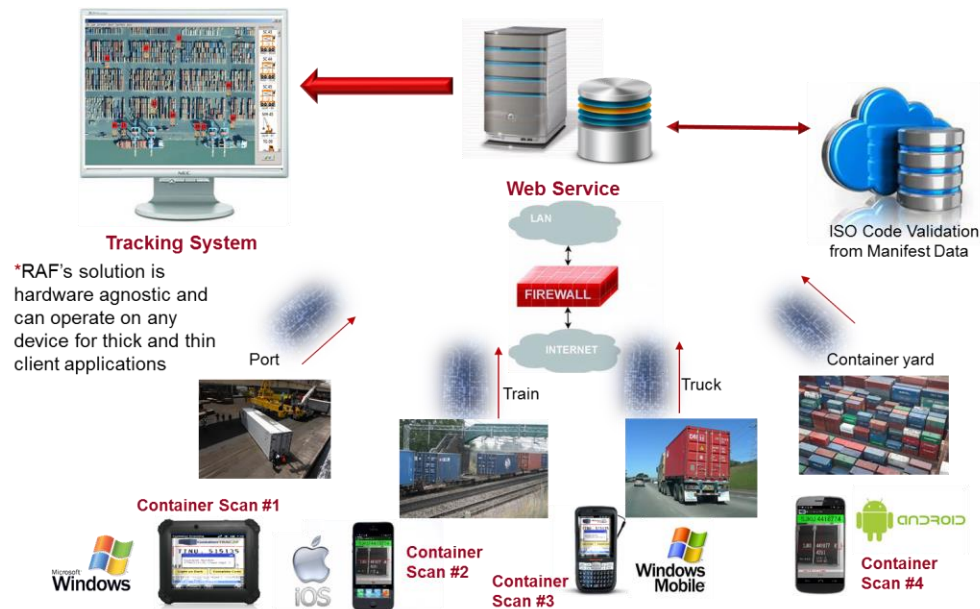 Web Service
Tracking System
*RAF's solution is
hardware agnostic and
can operate on any
device for thick and thin
client applications
LAN
FIREWALL
INTERNET
ISO Code Validation
from Manifest Data
Port
Train
Truck
Container yard
Container Scan #1
Microsoft
Windows
iOS
Container
Scan #2
Container
Scan #3
Windows
Mobile
ANDROID
Container
Scan #4
NEC